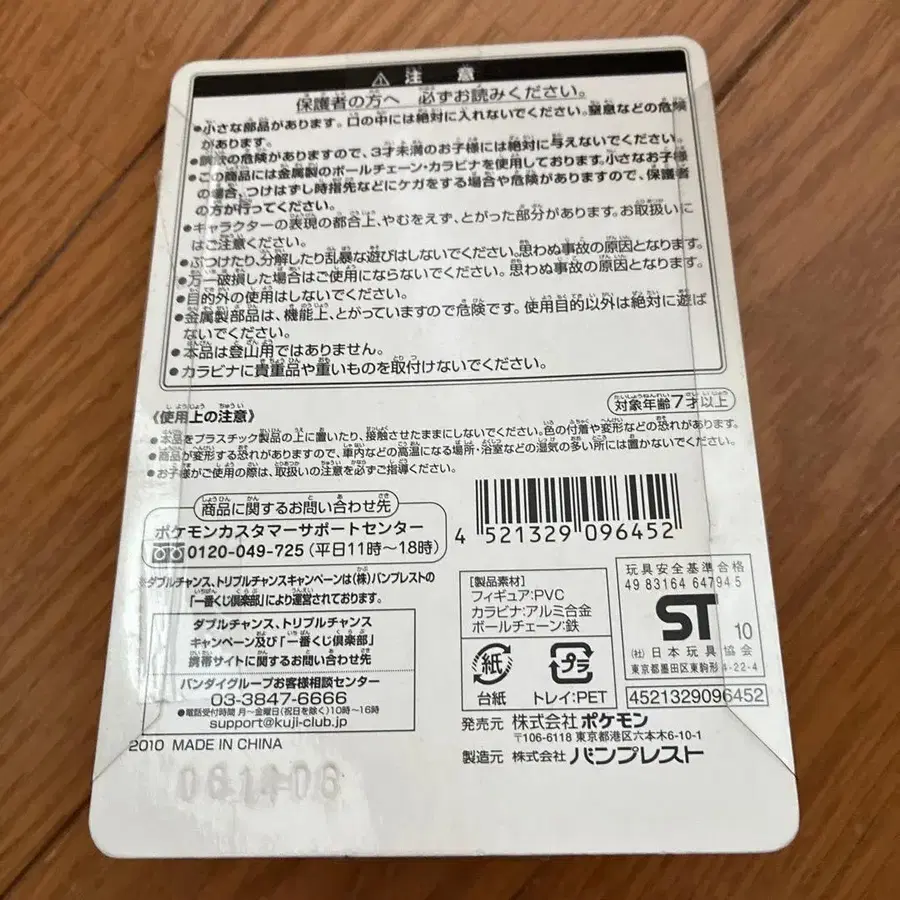 ⚠ 注意
保護者の方へ 必ずお読みください。
●小さな部品があります。口の中には絶対に入れないでください。窒息などの危険
があります。
●誤飲の危険がありますので、3才未満のお子様には絶対に与えないでください。
●この商品には金属製のボールチェーン・カラビナを使用しております。小さなお子様
の場合、つけはずし時指先などにケガをする場合や危険がありますので、保護者
の方が行ってください。
●キャラクターの表現の都合上、やむをえず、とがった部分があります。お取扱いに
はご注意ください。
●ぶつけたり、分解したり乱暴な遊びはしないでください。思わぬ事故の原因となります。
●万一破損した場合はご使用にならないでください。思わぬ事故の原因となります。
●目的外の使用はしないでください。
●金属製部品は、機能上、とがっていますので危険です。使用目的以外は絶対に遊ば
ないでください。
●本品は登山用ではありません。
●カラビナに貴重品や重いものを取付けないでください。
対象年齢7才以上
《使用上の注意》
●本品をプラスチック製品の上に置いたり、接触させたままにしないでください。色の付着や変形などの恐れがあります。
●商品が変形する恐れがありますので、車内などの高温になる場所・浴室などの湿気の多い所には置かないでください。
●お子様がご使用の際は、取扱いの注意を必ずご指導ください。
商品に関するお問い合わせ先
ポケモンカスタマーサポートセンター
0120-049-725(平日11時〜18時)
※ダブルチャンス、トリプルチャンスキャンペーンは(株)バンプレストの
「一番くじ倶楽部」により運営されております。
ダブルチャンス、トリプルチャンス
キャンペーン及び「一番くじ倶楽部」
携帯サイトに関するお問い合わせ先
バンダイグループお客様相談センター
03-3847-6666
●電話受付時間 月〜金曜日(祝日を除く)10時〜16時
support@kuji-club.jp
2010 MADE IN CHINA
4 521329 096452
[製品素材]
フィギュア:PVC
カラビナ:アルミ合金
ボールチェーン:鉄
紙
台紙
プラ
トレイ:PET
玩具安全基準合格
49 83164 64794 5
ST
10
(社)日本玩具協会
東京都墨田区東駒形4-22-4
4521329096452
発売元 株式会社 ポケモン
〒106-6118 東京都港区六本木6-10-1
製造元 株式会社 バンプレスト